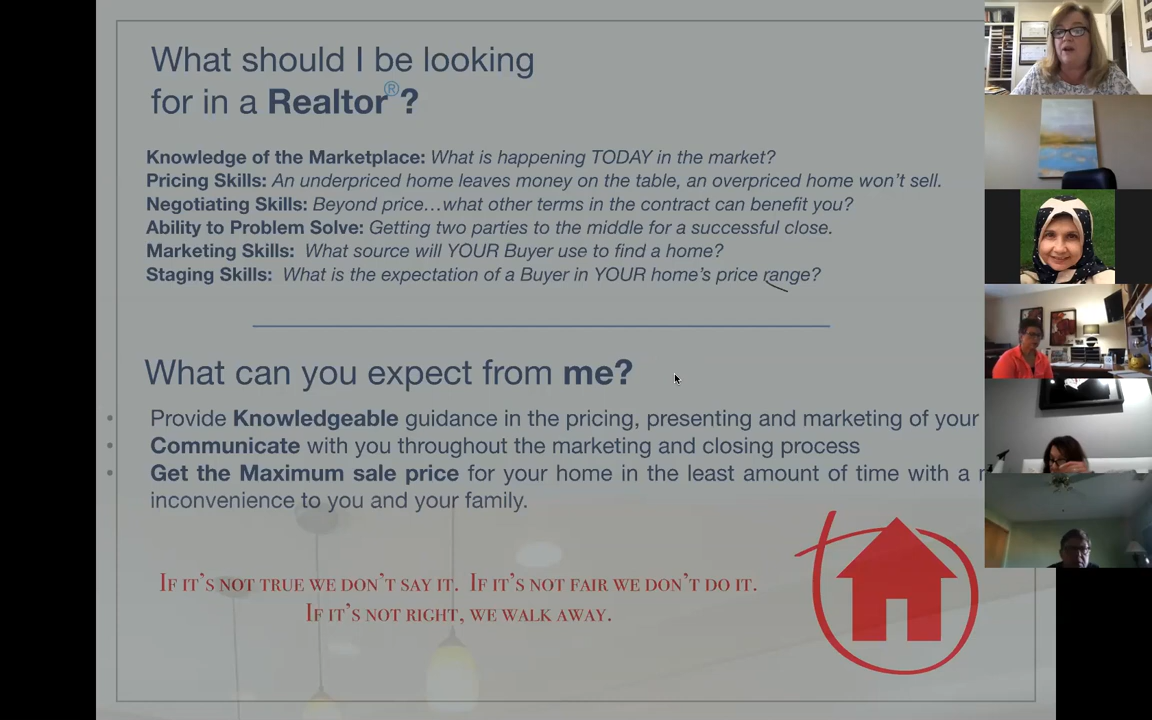 What should I be looking
for in a Realtor®?
Knowledge of the Marketplace: What is happening TODAY in the market?
Pricing Skills: An underpriced home leaves money on the table, an overpriced home won't sell.
Negotiating Skills: Beyond price…what other terms in the contract can benefit you?
Ability to Problem Solve: Getting two parties to the middle for a successful close.
Marketing Skills: What source will YOUR Buyer use to find a home?
Staging Skills: What is the expectation of a Buyer in YOUR home's price range?
What can you expect from me?
• Provide Knowledgeable guidance in the pricing, presenting and marketing of your
• Communicate with you throughout the marketing and closing process
• Get the Maximum sale price for your home in the least amount of time with a
inconvenience to you and your family.
If it's not true we don't say it. If it's not fair we don't do it.
If it's not right, we walk away.